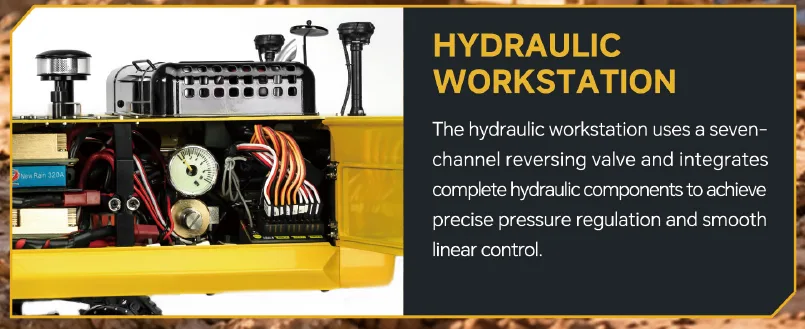 HYDRAULIC
WORKSTATION
The hydraulic workstation uses a seven-
channel reversing valve and integrates
complete hydraulic components to achieve
precise pressure regulation and smooth
linear control.